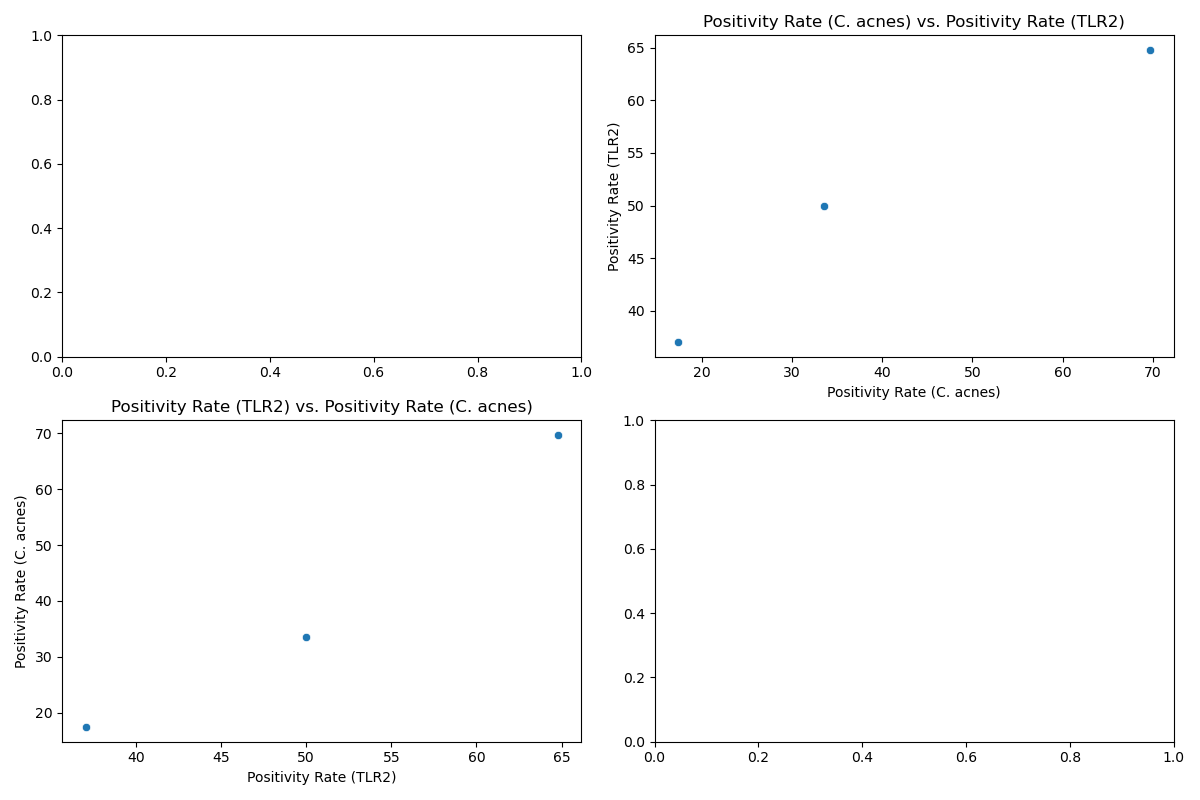 1.0
0.8
0.6
0.4
0.2
0.0
0.0 0.2 0.4 0.6 0.8 1.0
Positivity Rate (C. acnes) vs. Positivity Rate (TLR2)
Positivity Rate (TLR2)
65
60
55
50
45
40
20 30 40 50 60 70
Positivity Rate (C. acnes)
Positivity Rate (TLR2) vs. Positivity Rate (C. acnes)
Positivity Rate (C. acnes)
70
60
50
40
30
20
40 45 50 55 60 65
Positivity Rate (TLR2)
1.0
0.8
0.6
0.4
0.2
0.0
0.0 0.2 0.4 0.6 0.8 1.0